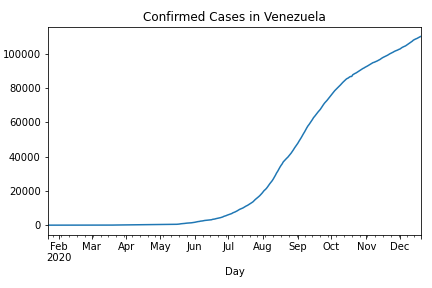 Confirmed Cases in Venezuela
100000
80000
60000
40000
20000
0
Feb Mar Apr May Jun Jul Aug Sep Oct Nov Dec
2020
Day